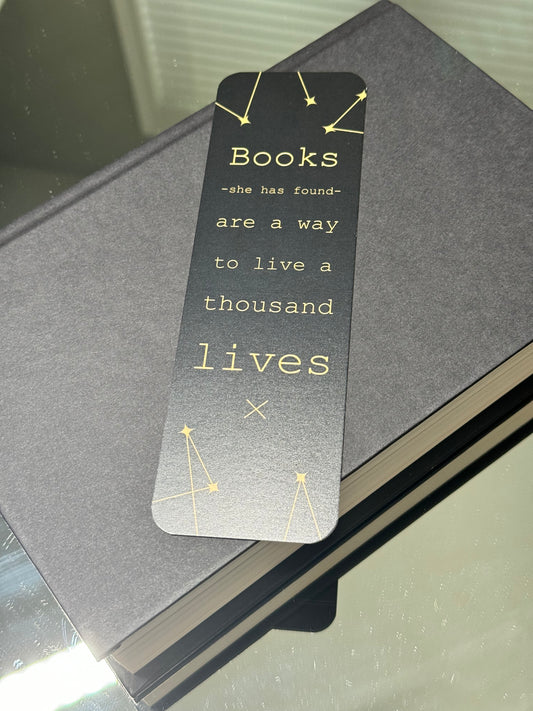 Books
-she has found-
are a way
to live a
thousand
lives